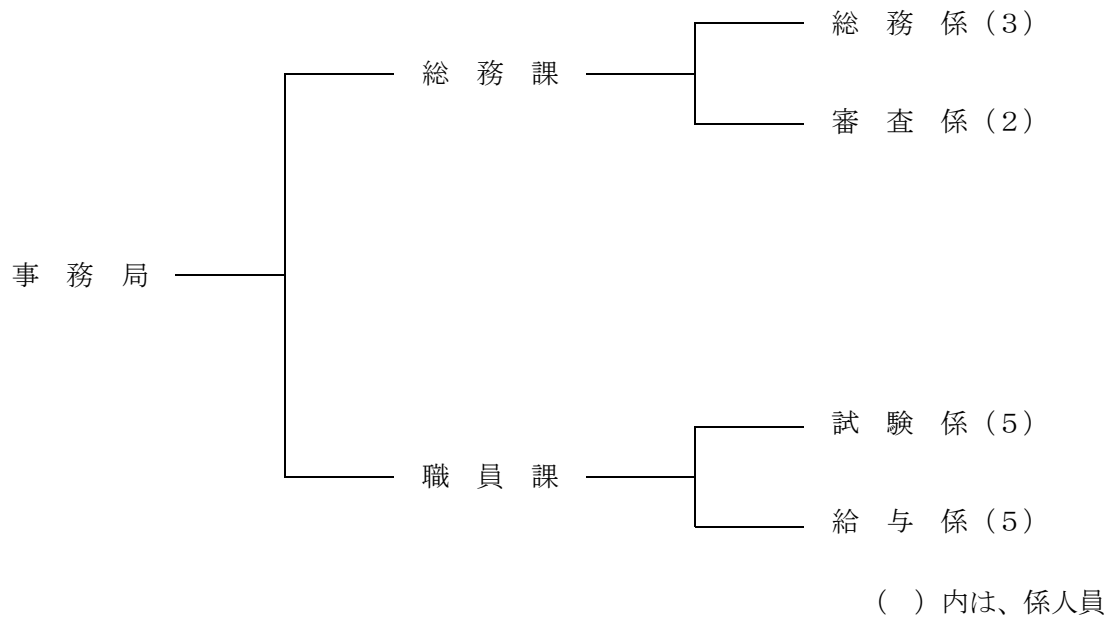 総 務 係（３）
総 務 課
審 査 係（２）
事 務 局
試 験 係（５）
職 員 課
給 与 係（５）
（ ）内は、係人員